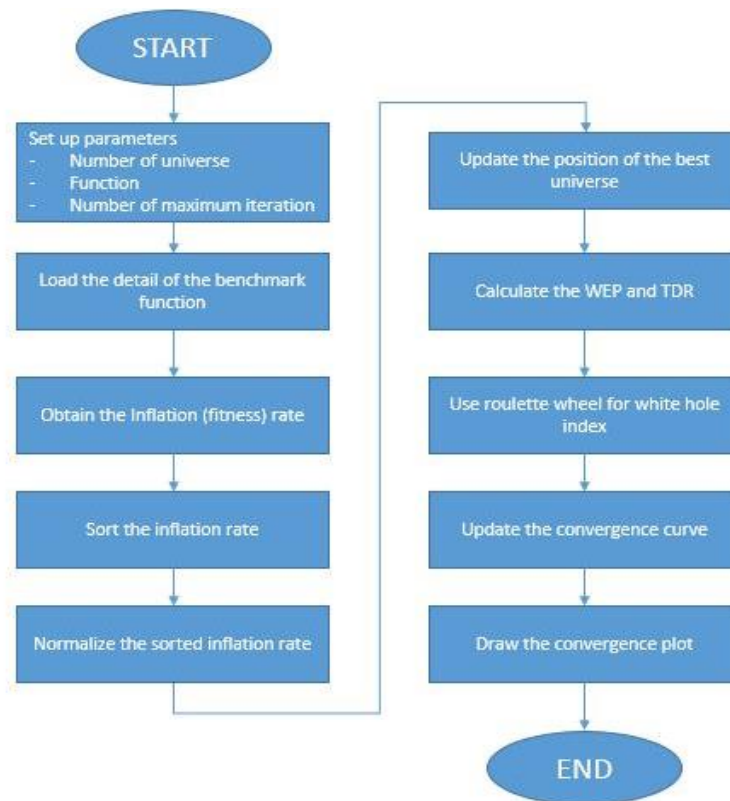 START
Set up parameters
- Number of universe
- Function
- Number of maximum iteration
Load the detail of the benchmark
function
Obtain the Inflation (fitness) rate
Sort the inflation rate
Normalize the sorted inflation rate
Update the position of the best
universe
Calculate the WEP and TDR
Use roulette wheel for white hole
index
Update the convergence curve
Draw the convergence plot
END